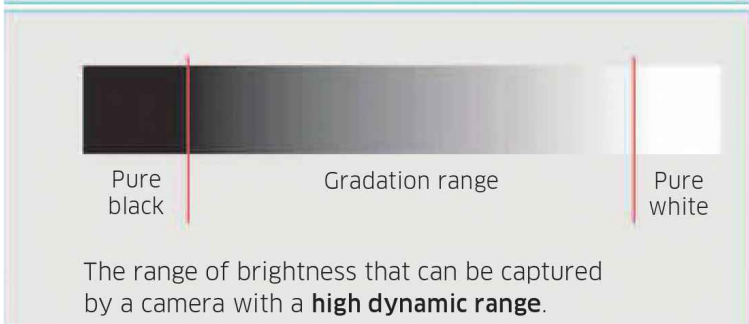 Pure black
Gradation range
Pure white
The range of brightness that can be captured
by a camera with a high dynamic range.